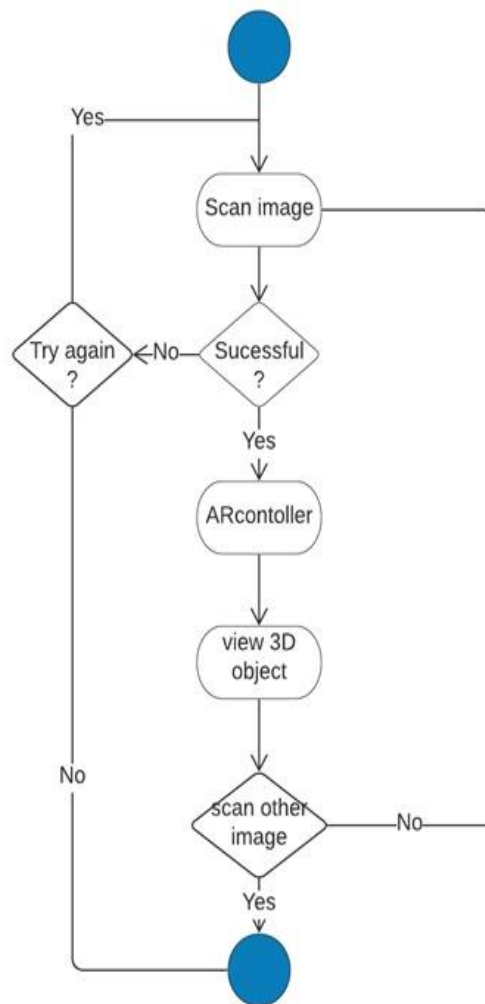 Yes
Scan image
Try again
?
No
Sucessful
?
Yes
ARcontoller
view 3D
object
No
scan other
image
No
Yes